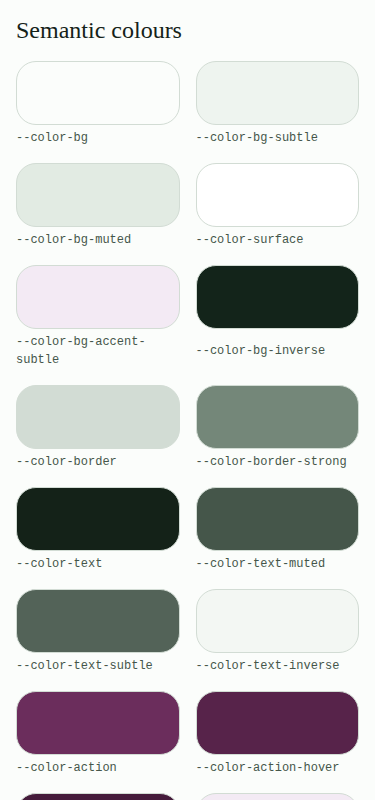 Semantic colours
--color-bg
--color-bg-subtle
--color-bg-muted
--color-surface
--color-bg-accent-
subtle
--color-bg-inverse
--color-border
--color-border-strong
--color-text
--color-text-muted
--color-text-subtle
--color-text-inverse
--color-action
--color-action-hover